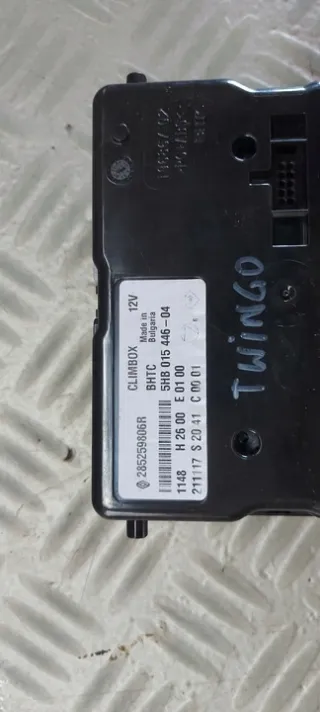 285259806R
CLIMBOX 12V
BHTC Made in
Bulgaria
5HB 015 446-04
1148 H 26 00 E 01 00
211117 S 20 41 C 00 01
TWINGO